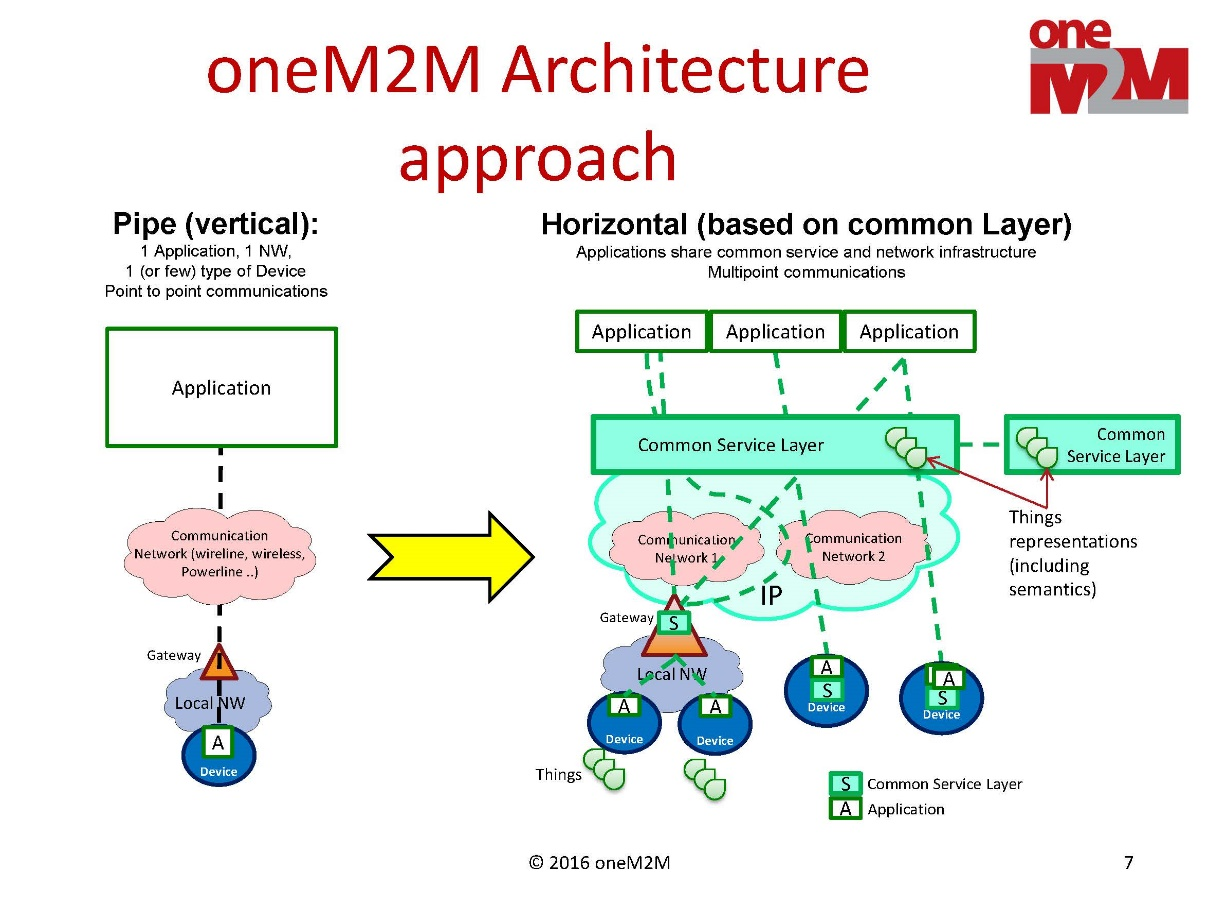 oneM2M Architecture
approach
one
M2M
Pipe (vertical):
1 Application, 1 NW,
1 (or few) type of Device
Point to point communications
Application
Communication
Network (wireline, wireless,
Powerline ..)
Gateway
Local NW
A
Device
Horizontal (based on common Layer)
Applications share common service and network infrastructure
Multipoint communications
Application
Application
Application
Common Service Layer
Common
Service Layer
Communication
Network 1
Communication
Network 2
IP
Things
representations
(including
semantics)
Gateway
S
Local NW
A
Device
A
Device
A
S
Device
A
S
Device
Things
S Common Service Layer
A Application
© 2016 oneM2M
7